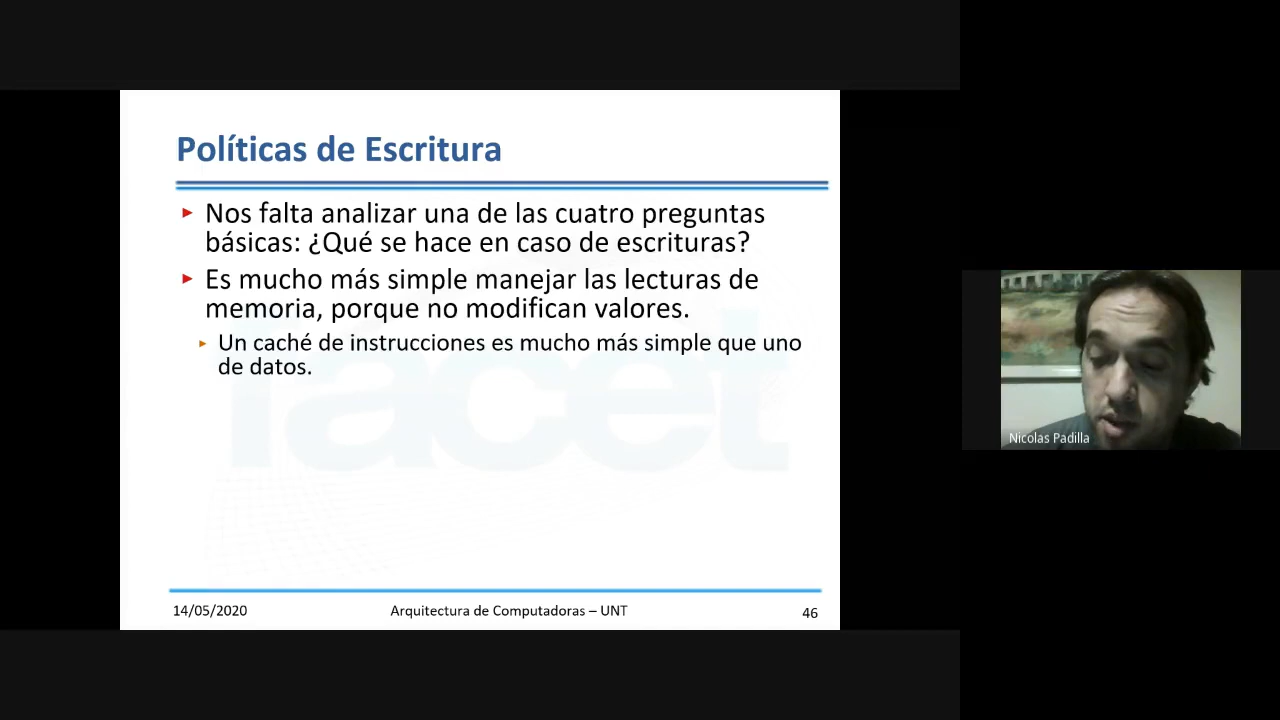 Políticas de Escritura
► Nos falta analizar una de las cuatro preguntas
básicas: ¿Qué se hace en caso de escrituras?
► Es mucho más simple manejar las lecturas de
memoria, porque no modifican valores.
► Un caché de instrucciones es mucho más simple que uno
de datos.
facet
14/05/2020
Arquitectura de Computadoras – UNT
46
Nicolas Padilla